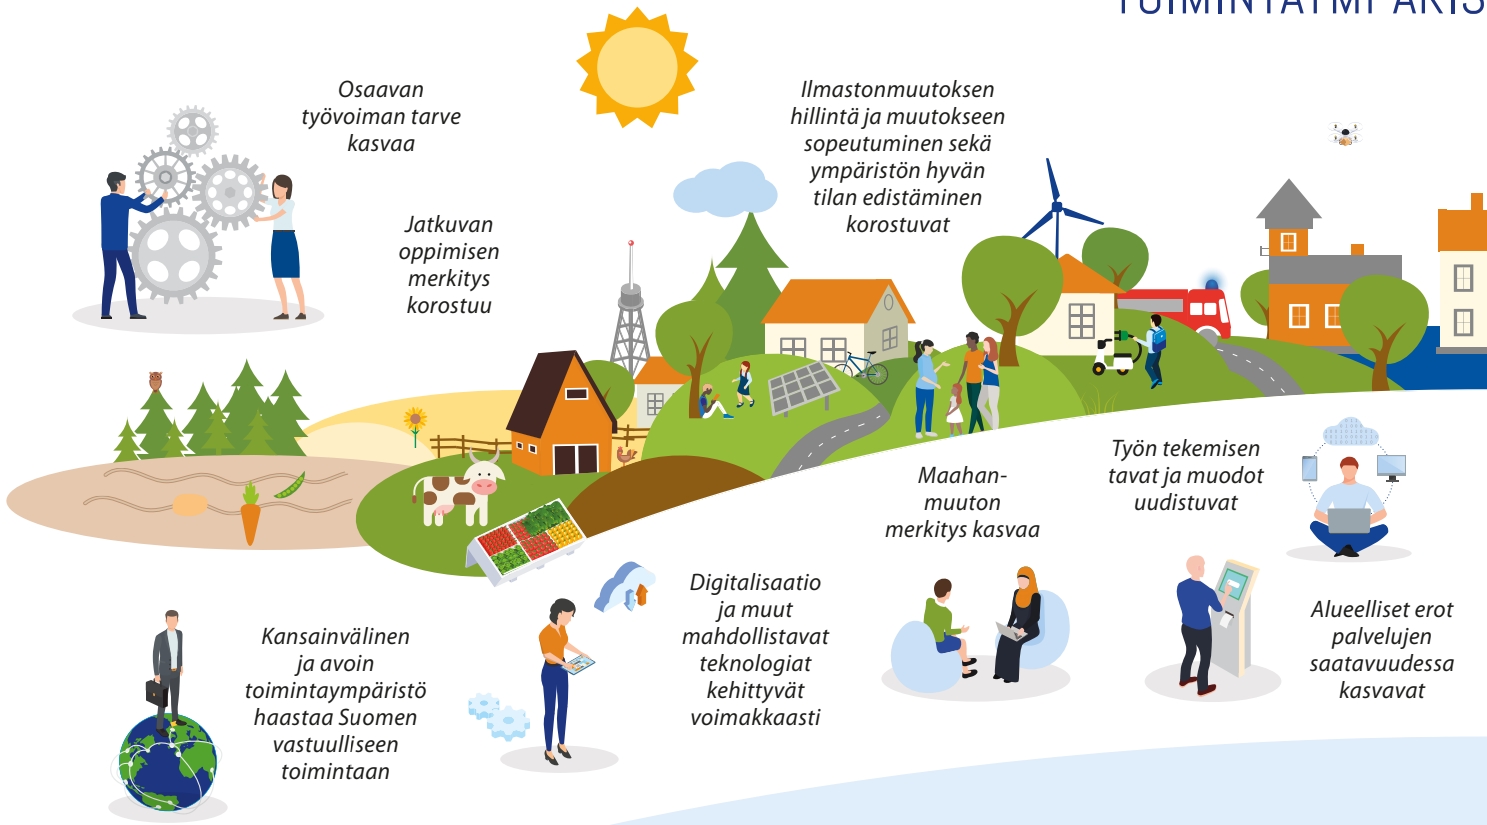 TOIMINTAYMPÄRIS
Osaavan
työvoiman tarve
kasvaa
Jatkuvan
oppimisen
merkitys
korostuu
Ilmastonmuutoksen
hillintä ja muutokseen
sopeutuminen sekä
ympäristön hyvän
tilan edistäminen
korostuvat
Maahan-
muuton
merkitys kasvaa
Työn tekemisen
tavat ja muodot
uudistuvat
Kansainvälinen
ja avoin
toimintaympäristö
haastaa Suomen
vastuulliseen
toimintaan
Digitalisaatio
ja muut
mahdollistavat
teknologiat
kehittyvät
voimakkaasti
Alueelliset erot
palvelujen
saatavuudessa
kasvavat